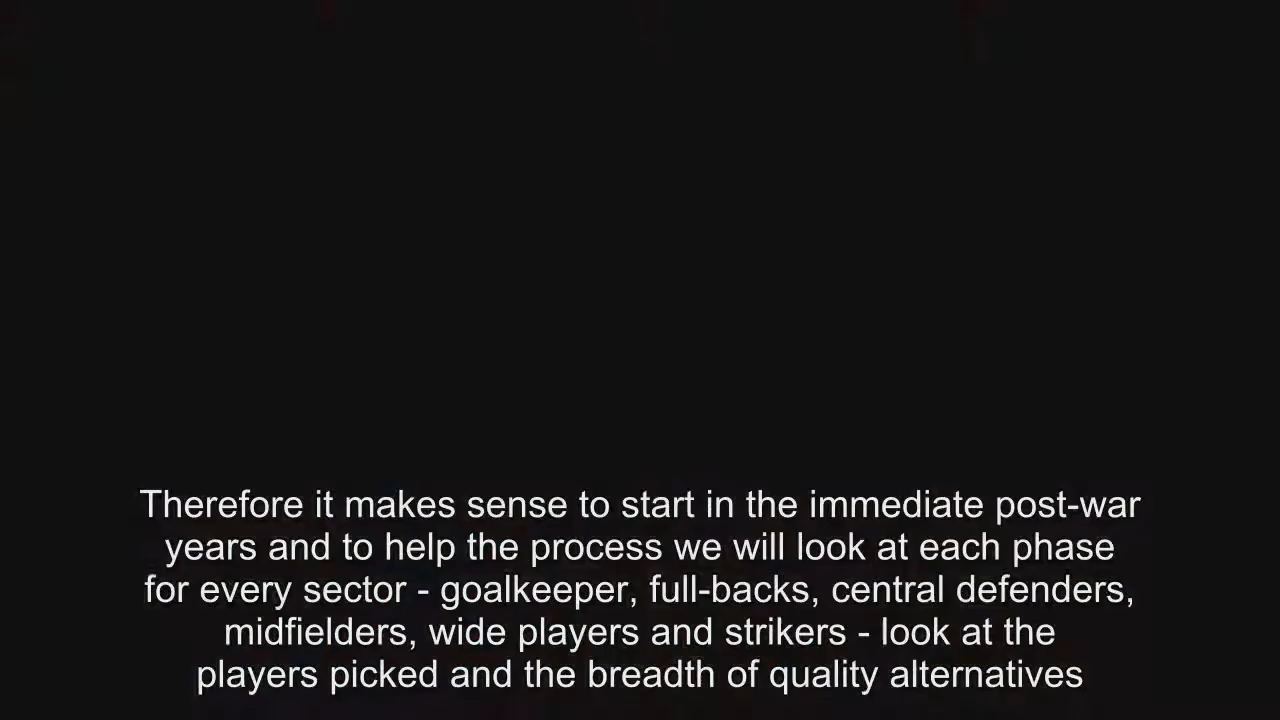 Therefore it makes sense to start in the immediate post-war
years and to help the process we will look at each phase
for every sector - goalkeeper, full-backs, central defenders,
midfielders, wide players and strikers - look at the
players picked and the breadth of quality alternatives